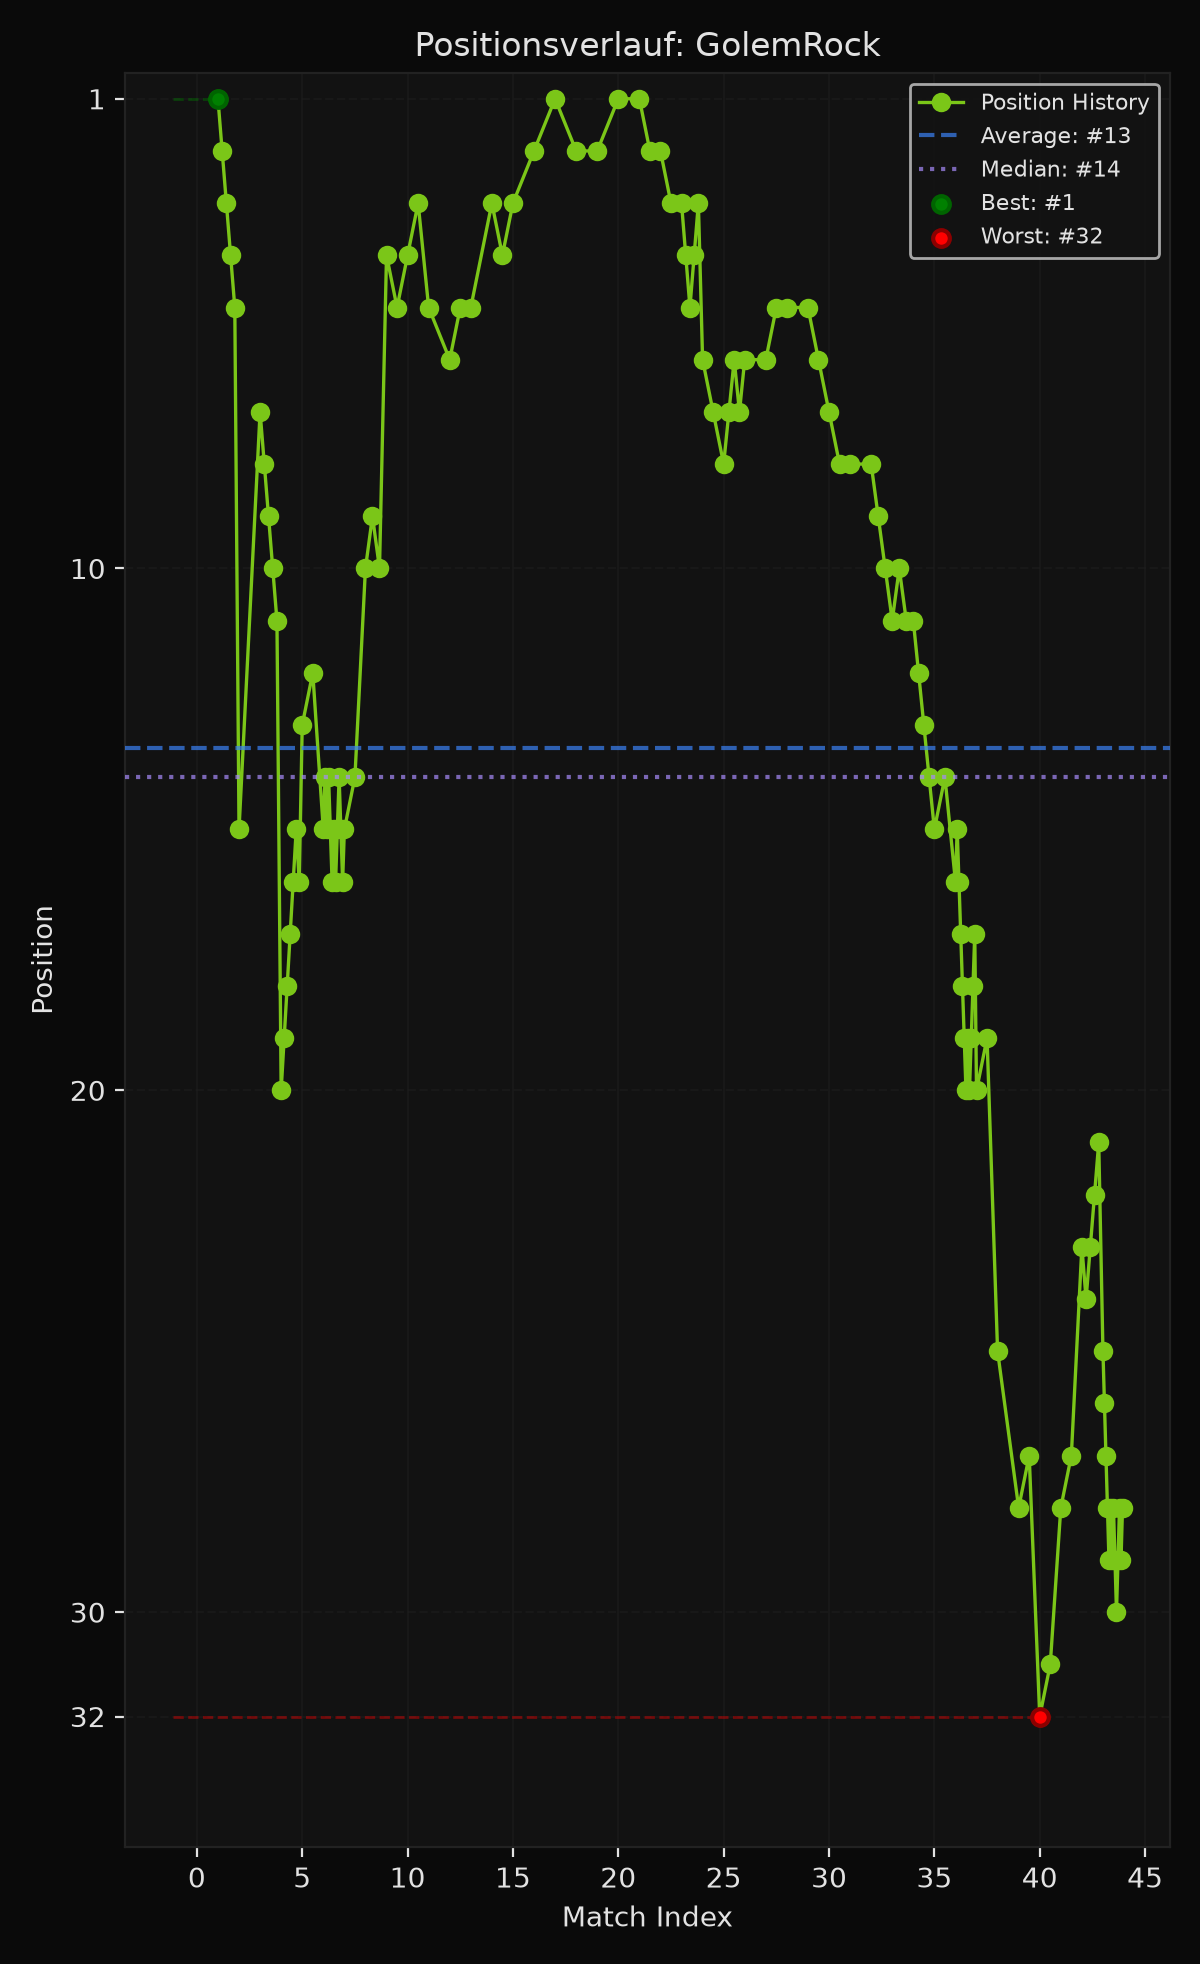 Positionsverlauf: GolemRock
Position History
Average: #13
Median: #14
Best: #1
Worst: #32
Position
1
10
20
30
32
0 5 10 15 20 25 30 35 40 45
Match Index